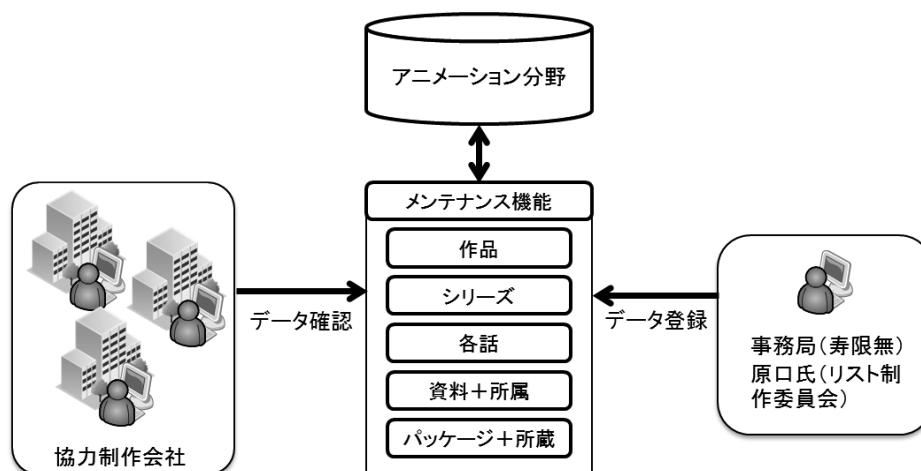 アニメーション分野
メンテナンス機能
作品
シリーズ
各話
資料＋所属
パッケージ＋所蔵
データ確認
協力制作会社
データ登録
事務局（寿限無）
原口氏（リスト制
作委員会）